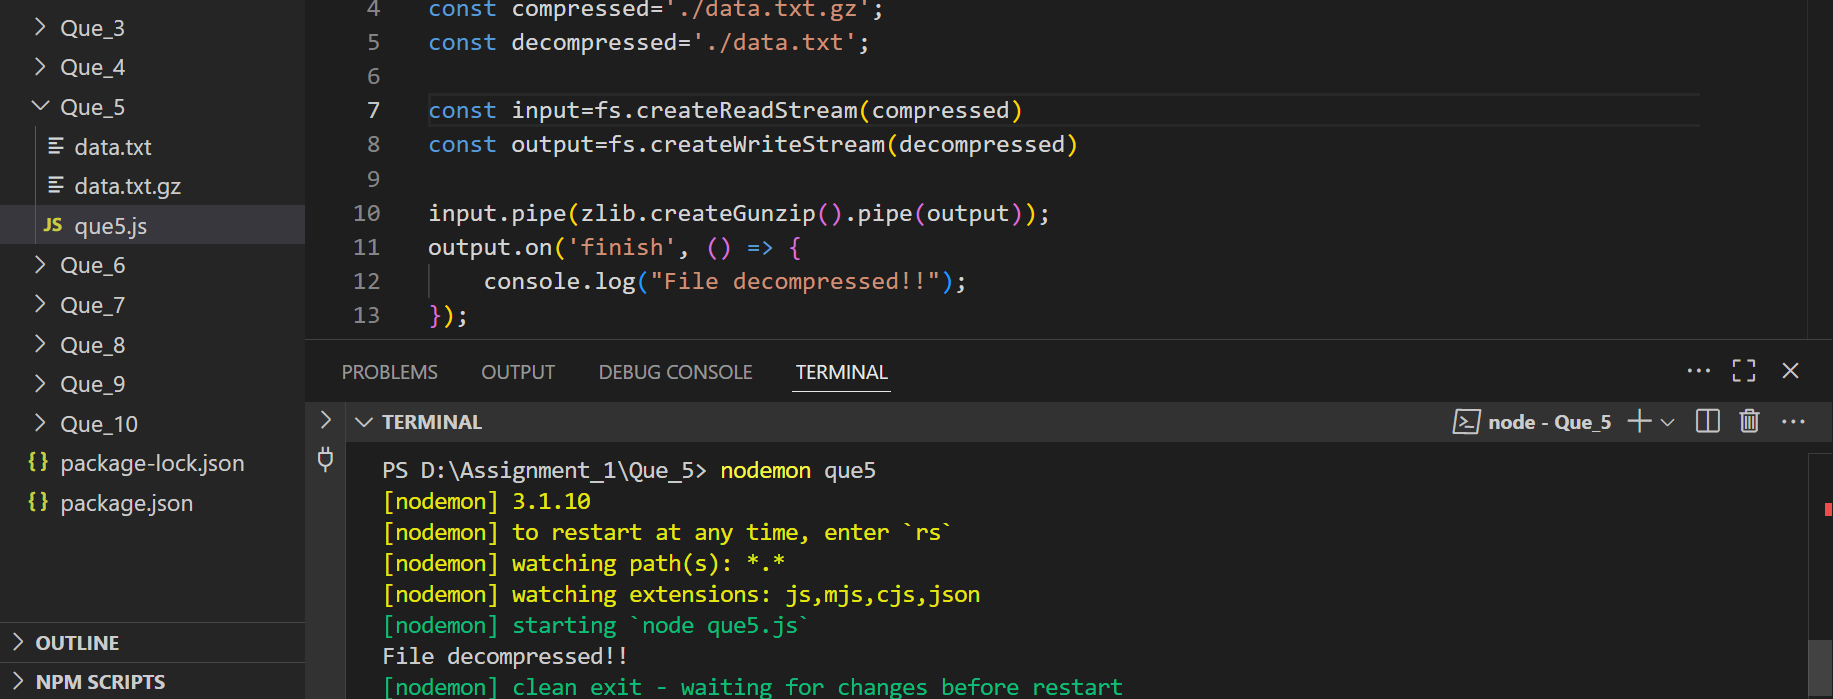 Que_3
Que_4
Que_5
data.txt
data.txt.gz
JS que5.js
Que_6
Que_7
Que_8
Que_9
Que_10
{} package-lock.json
{} package.json
OUTLINE
NPM SCRIPTS
4 const compressed='./data.txt.gz';
5 const decompressed='./data.txt';
6
7 const input=fs.createReadStream(compressed)
8 const output=fs.createWriteStream(decompressed)
9
10 input.pipe(zlib.createGunzip().pipe(output));
11 output.on('finish', () => {
12     console.log("File decompressed!!");
13 });
PROBLEMS OUTPUT DEBUG CONSOLE TERMINAL
TERMINAL node - Que_5
PS D:\Assignment_1\Que_5> nodemon que5
[nodemon] 3.1.10
[nodemon] to restart at any time, enter `rs`
[nodemon] watching path(s): *.*
[nodemon] watching extensions: js,mjs,cjs,json
[nodemon] starting `node que5.js`
File decompressed!!
[nodemon] clean exit - waiting for changes before restart